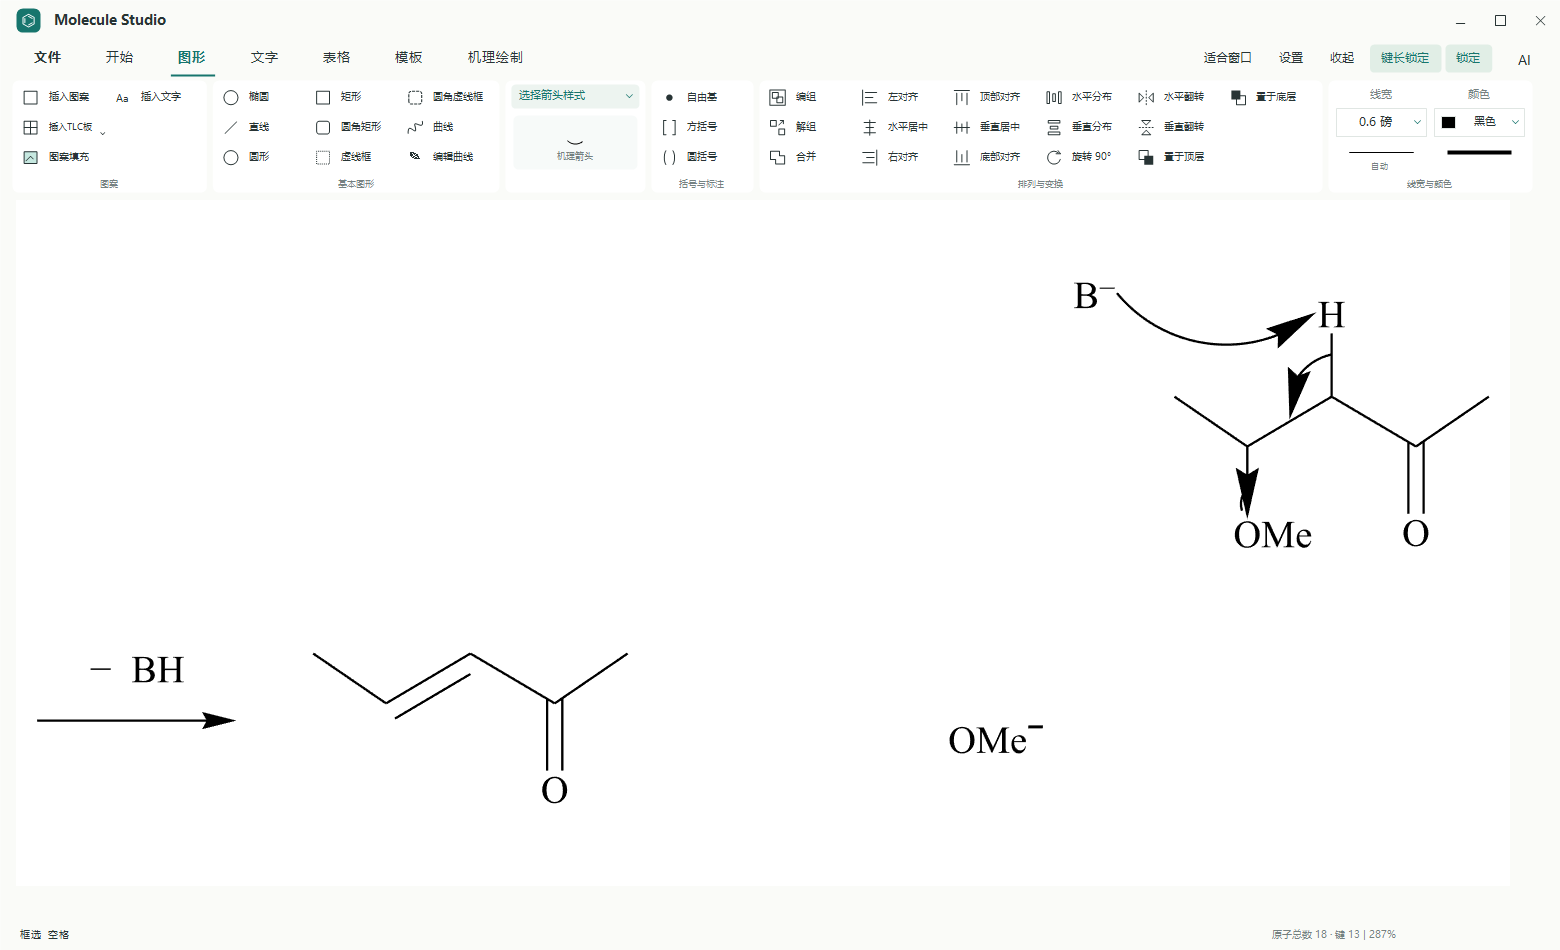 Molecule Studio
文件 开始 图形 文字 表格 模板 机理绘制 适合窗口 设置 收起 键长锁定 锁定 AI
插入图案 Aa 插入文字 椭圆 矩形 圆角虚线框 选择箭头样式 自由基 编组 左对齐 顶部对齐 水平分布 水平翻转 置于底层 线宽 颜色
插入TLC板 直线 圆角矩形 曲线 方括号 解组 水平居中 垂直居中 垂直分布 垂直翻转 0.6 磅 黑色
图案填充 圆形 虚线框 编辑曲线 机理箭头 圆括号 合并 右对齐 底部对齐 旋转 90° 置于顶层 自动
图案 基本图形 括号与标注 排列与变换 线宽与颜色
B−
H
OMe O
− BH
OMe−
O
框选 空格 原子总数 18 · 键 13 | 287%